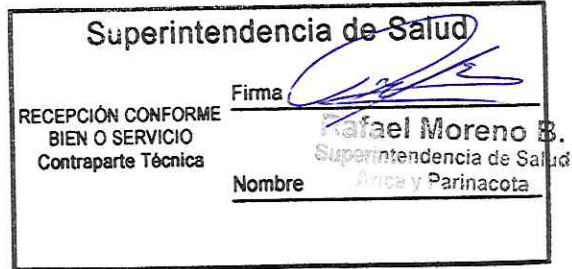 Superintendencia de Salud
Firma
RECEPCIÓN CONFORME
BIEN O SERVICIO
Contraparte Técnica
Rafael Moreno B.
Superintendencia de Salud
Arica y Parinacota
Nombre